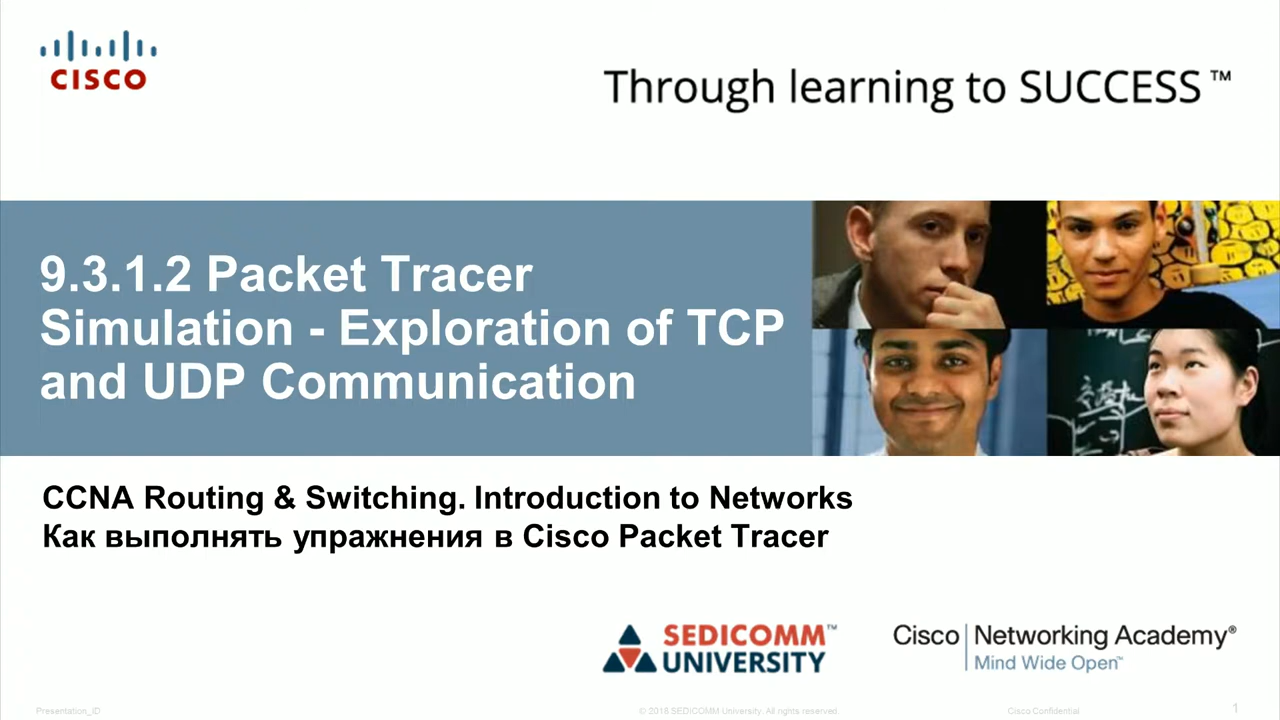 CISCO
Through learning to SUCCESS™
9.3.1.2 Packet Tracer
Simulation - Exploration of TCP
and UDP Communication
CCNA Routing & Switching. Introduction to Networks
Как выполнять упражнения в Cisco Packet Tracer
SEDICOMM™
UNIVERSITY
Cisco Networking Academy®
Mind Wide Open™
Presentation_ID
© 2018 SEDICOMM University. All rights reserved.
Cisco Confidential
1